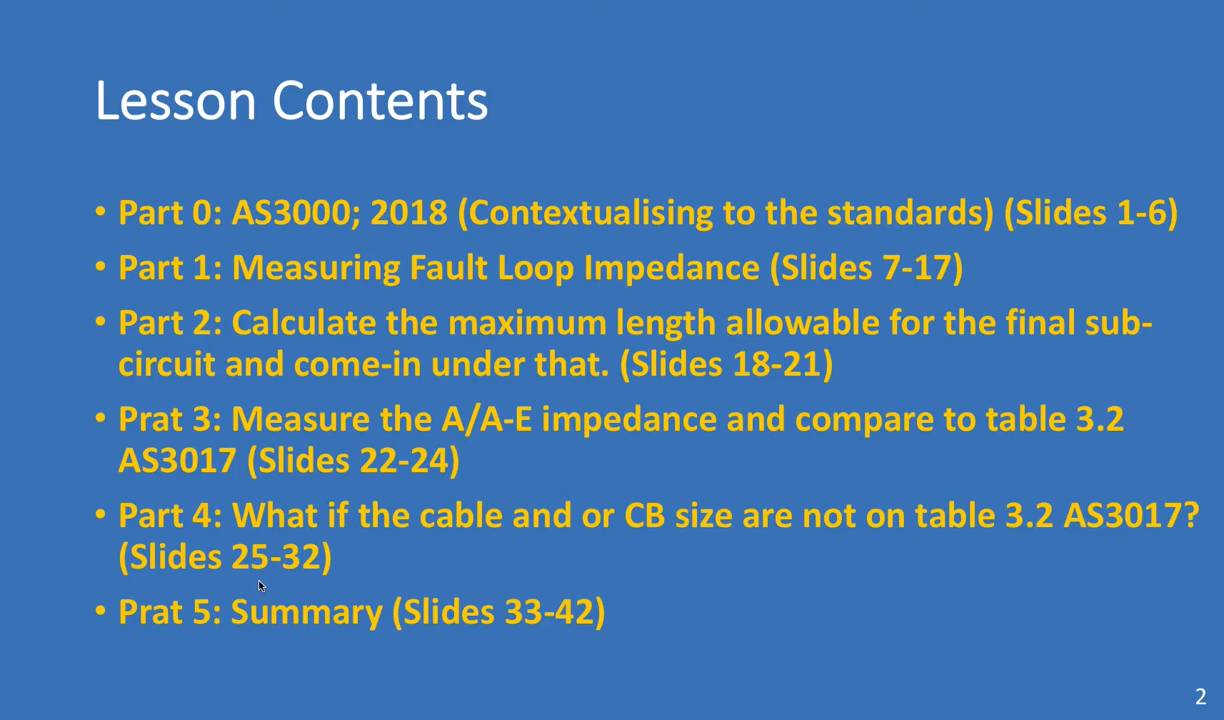 Lesson Contents
• Part 0: AS3000; 2018 (Contextualising to the standards) (Slides 1-6)
• Part 1: Measuring Fault Loop Impedance (Slides 7-17)
• Part 2: Calculate the maximum length allowable for the final sub-
circuit and come-in under that. (Slides 18-21)
• Prat 3: Measure the A/A-E impedance and compare to table 3.2
AS3017 (Slides 22-24)
• Part 4: What if the cable and or CB size are not on table 3.2 AS3017?
(Slides 25-32)
• Prat 5: Summary (Slides 33-42)
2